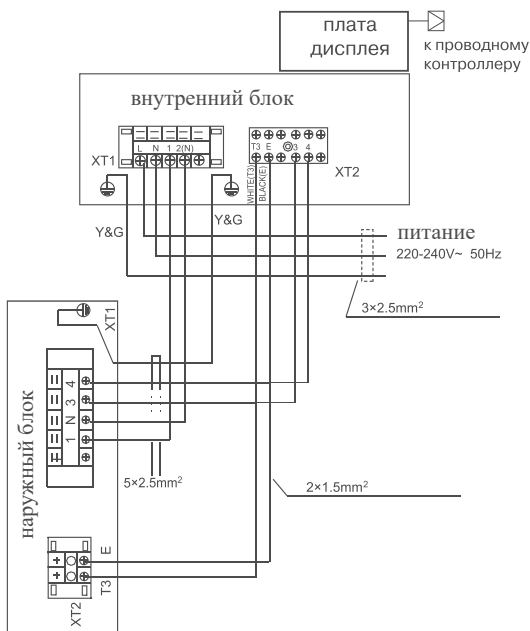 плата
дисплея
к проводному
контроллеру
внутренний блок
L N 1 2(N)
XT1
T3 E 3 4
XT2
WHITE(T3)
BLACK(E)
Y&G
Y&G
питание
220-240V~ 50Hz
3×2.5mm²
XT1
наружный блок
4
3
N
1
5×2.5mm²
2×1.5mm²
E
T3
XT2